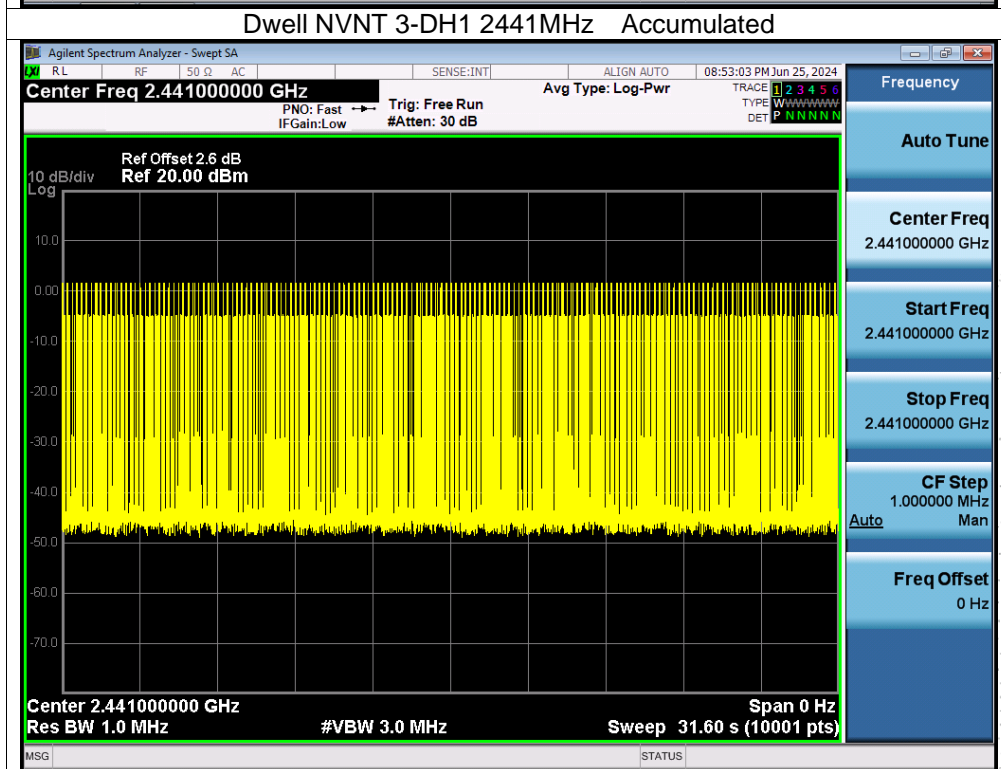 Dwell NVNT 3-DH1 2441MHz Accumulated
Agilent Spectrum Analyzer - Swept SA
LXI RL RF 50 Ω AC SENSE:INT ALIGN AUTO 08:53:03 PM Jun 25, 2024
Center Freq 2.441000000 GHz
PNO: Fast
IFGain:Low
Trig: Free Run
#Atten: 30 dB
Avg Type: Log-Pwr
TRACE 1 2 3 4 5 6
TYPE WWWWWWW
DET P N N N N N
Frequency
Ref Offset 2.6 dB
10 dB/div Ref 20.00 dBm
Log
10.0
0.00
-10.0
-20.0
-30.0
-40.0
-50.0
-60.0
-70.0
Center 2.441000000 GHz Span 0 Hz
Res BW 1.0 MHz #VBW 3.0 MHz Sweep 31.60 s (10001 pts)
Auto Tune
Center Freq
2.441000000 GHz
Start Freq
2.441000000 GHz
Stop Freq
2.441000000 GHz
CF Step
1.000000 MHz
Auto Man
Freq Offset
0 Hz
MSG STATUS